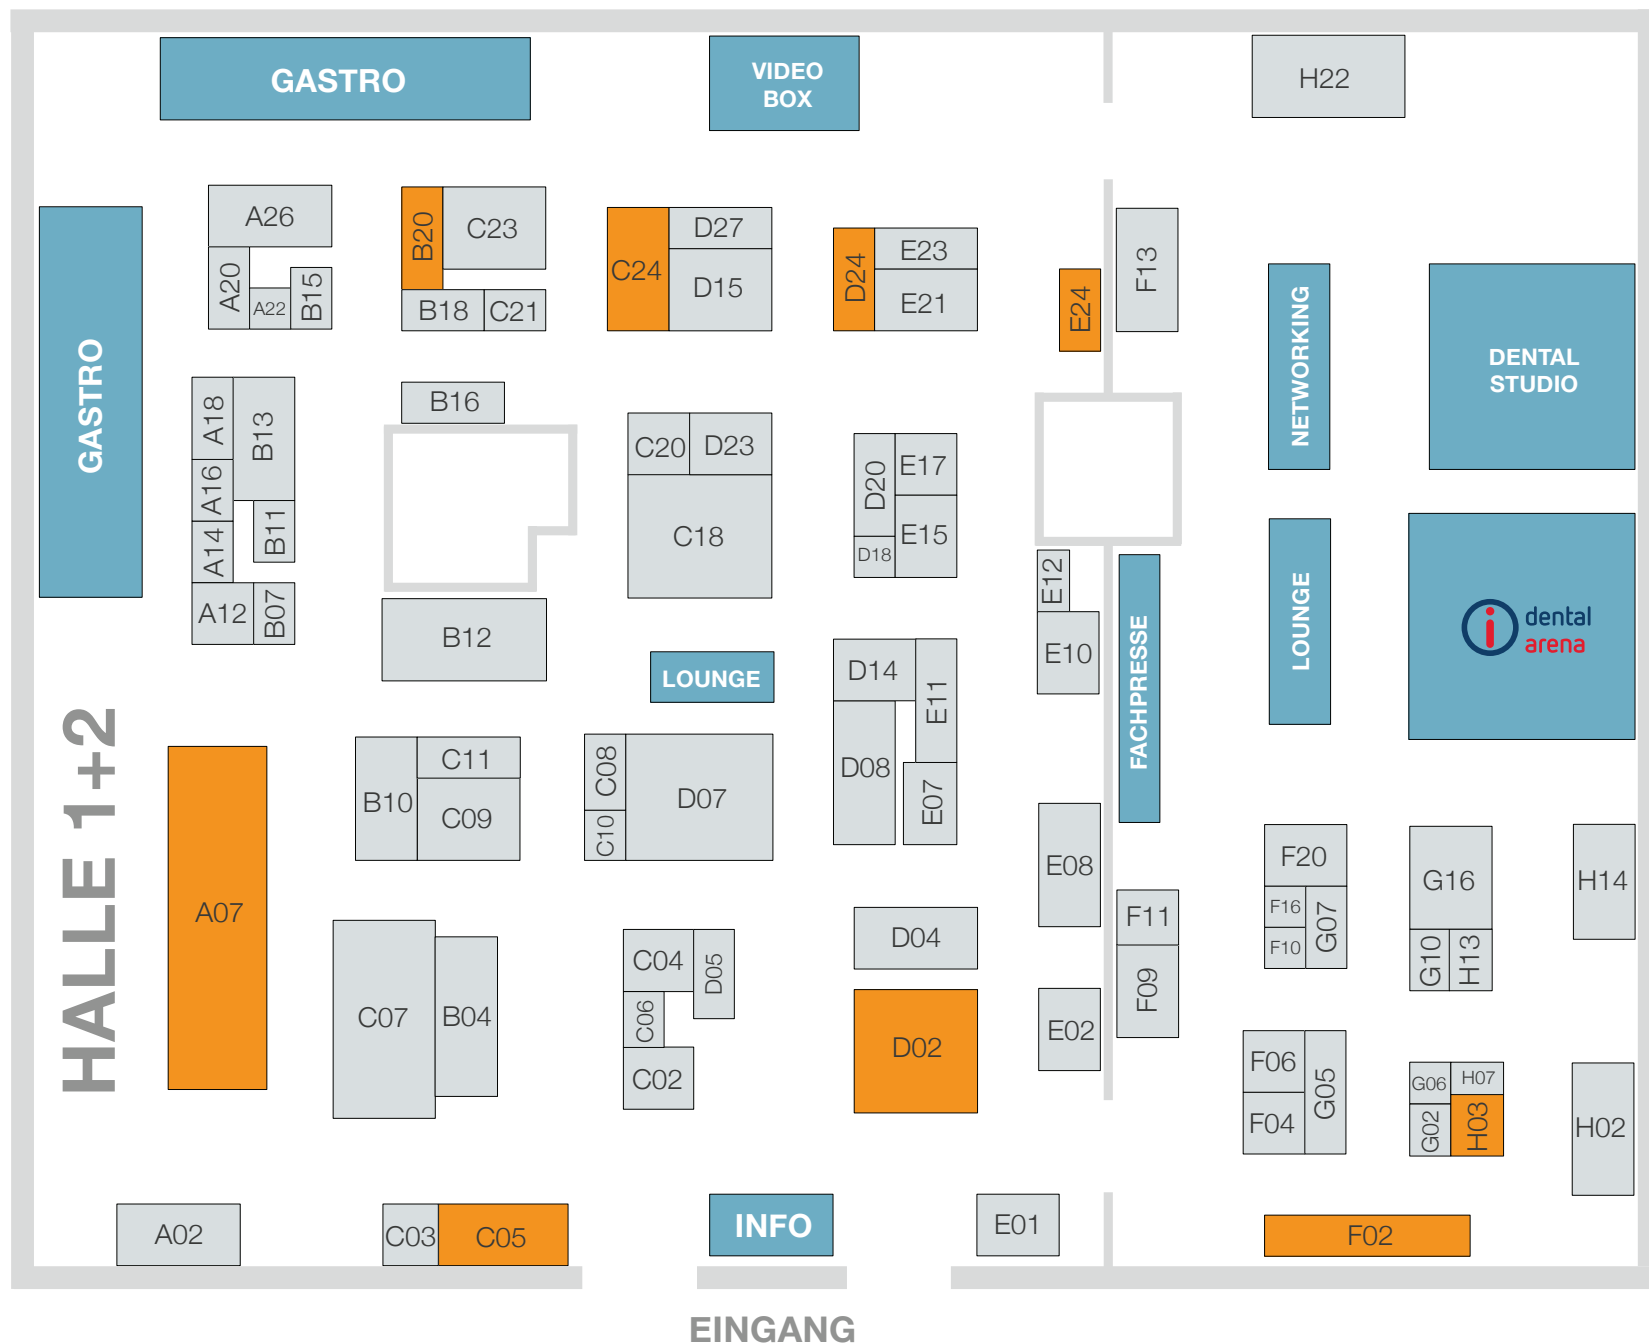 GASTRO
VIDEO
BOX
H22
A26
B20
C23
C24
D27
D24
E23
F13
GASTRO
A20
A22
B15
B18
C21
D15
E21
E24
NETWORKING
DENTAL
STUDIO
A18
B13
B16
C20
D23
D20
E17
A16
B11
C18
E15
A14
D18
E12
FACHPRESSE
LOUNGE
dental
arena
A12
B07
B12
LOUNGE
D14
E11
E10
HALLE 1+2
B10
C11
C09
C08
C10
D07
D08
E07
E08
F20
G16
H14
A07
F11
F16
F10
G07
C07
B04
C04
D05
D04
F09
G10
H13
C06
C02
D02
E02
F06
G05
F04
G06
H07
G02
H03
H02
A02
C03
C05
INFO
E01
F02
EINGANG